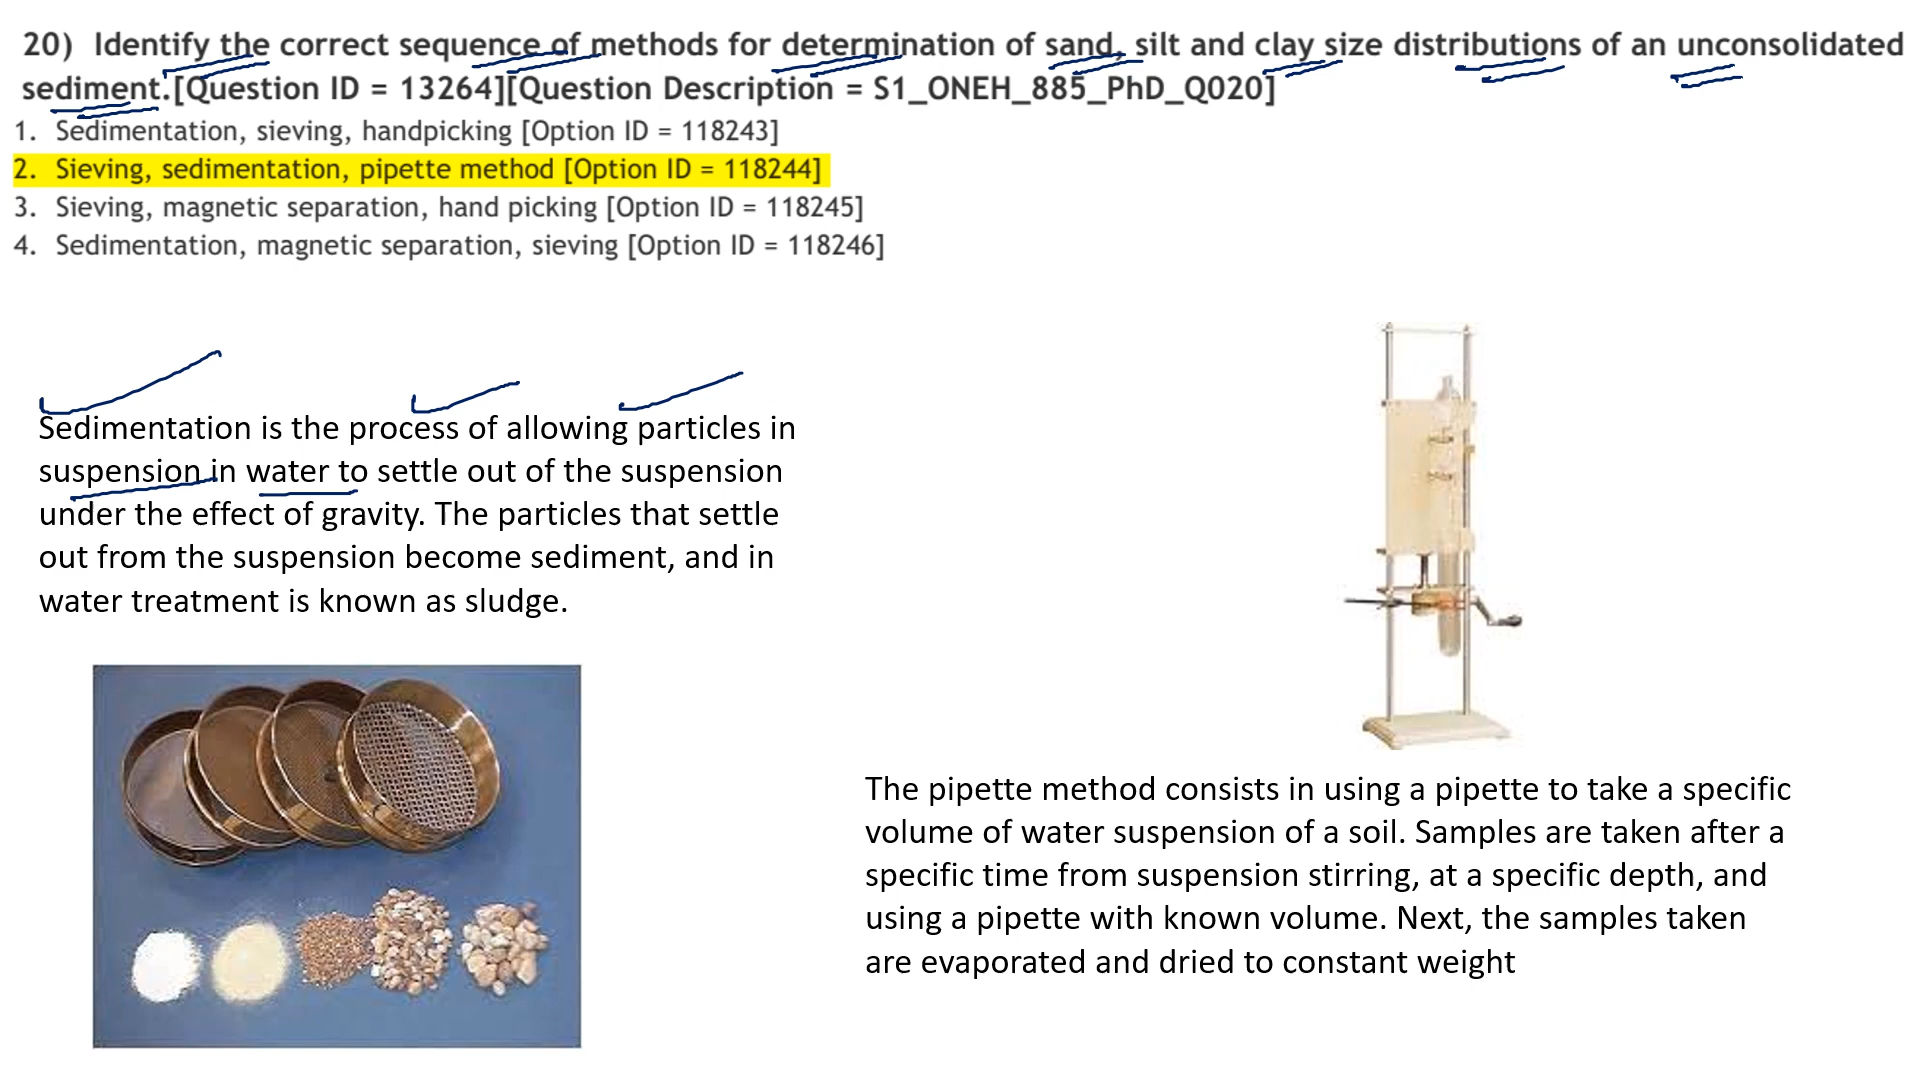 20) Identify the correct sequence of methods for determination of sand, silt and clay size distributions of an unconsolidated
sediment.[Question ID = 13264][Question Description = S1_ONEH_885_PhD_Q020]
1. Sedimentation, sieving, handpicking [Option ID = 118243]
2. Sieving, sedimentation, pipette method [Option ID = 118244]
3. Sieving, magnetic separation, hand picking [Option ID = 118245]
4. Sedimentation, magnetic separation, sieving [Option ID = 118246]
Sedimentation is the process of allowing particles in
suspension in water to settle out of the suspension
under the effect of gravity. The particles that settle
out from the suspension become sediment, and in
water treatment is known as sludge.
The pipette method consists in using a pipette to take a specific
volume of water suspension of a soil. Samples are taken after a
specific time from suspension stirring, at a specific depth, and
using a pipette with known volume. Next, the samples taken
are evaporated and dried to constant weight